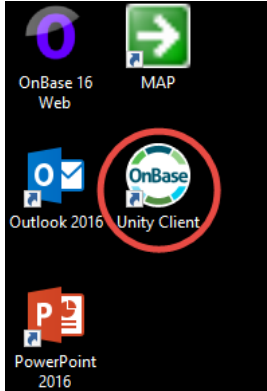 OnBase 16
Web
MAP
Outlook 2016
OnBase
Unity Client
PowerPoint
2016